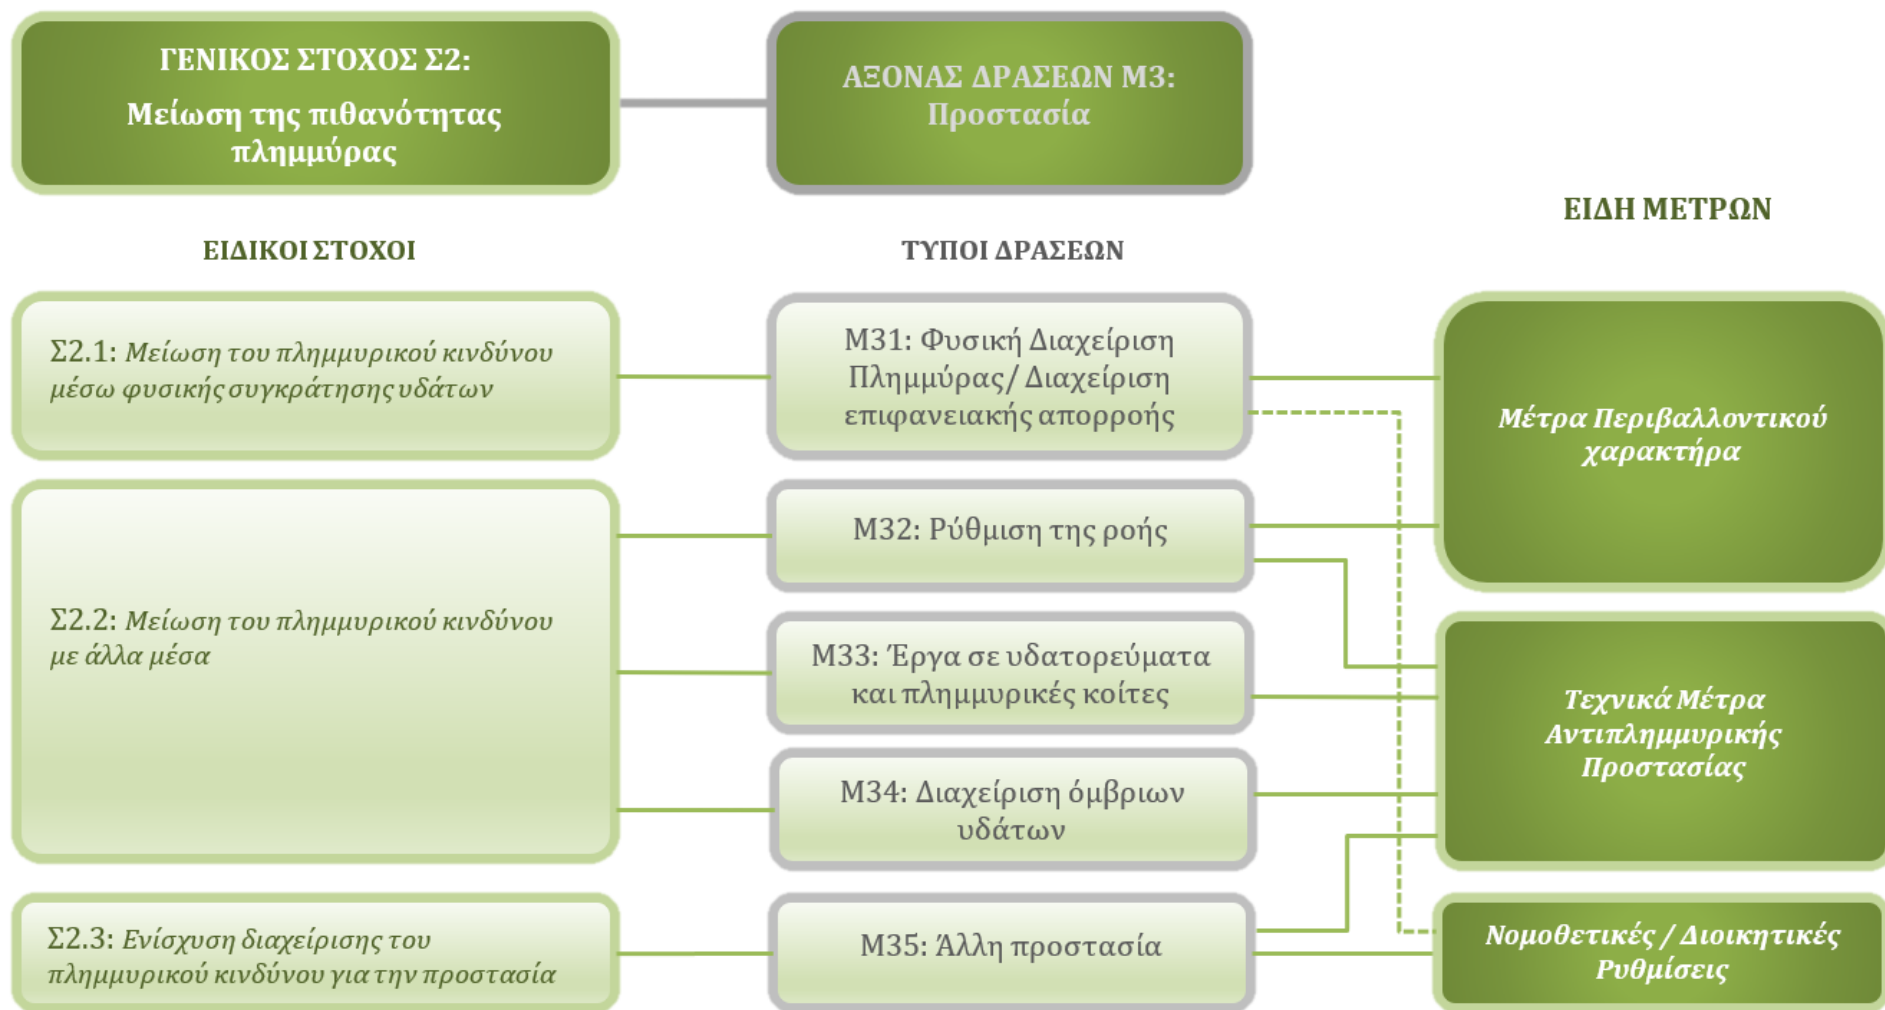 ΓΕΝΙΚΟΣ ΣΤΟΧΟΣ Σ2:
Μείωση της πιθανότητας
πλημμύρας
ΑΞΟΝΑΣ ΔΡΑΣΕΩΝ Μ3:
Προστασία
ΕΙΔΗ ΜΕΤΡΩΝ
ΕΙΔΙΚΟΙ ΣΤΟΧΟΙ
ΤΥΠΟΙ ΔΡΑΣΕΩΝ
Σ2.1: Μείωση του πλημμυρικού κινδύνου
μέσω φυσικής συγκράτησης υδάτων
Μ31: Φυσική Διαχείριση
Πλημμύρας/ Διαχείριση
επιφανειακής απορροής
Μέτρα Περιβαλλοντικού
χαρακτήρα
Μ32: Ρύθμιση της ροής
Σ2.2: Μείωση του πλημμυρικού κινδύνου
με άλλα μέσα
Μ33: Έργα σε υδατορεύματα
και πλημμυρικές κοίτες
Τεχνικά Μέτρα
Αντιπλημμυρικής
Προστασίας
Μ34: Διαχείριση όμβριων
υδάτων
Σ2.3: Ενίσχυση διαχείρισης του
πλημμυρικού κινδύνου για την προστασία
Μ35: Άλλη προστασία
Νομοθετικές / Διοικητικές
Ρυθμίσεις